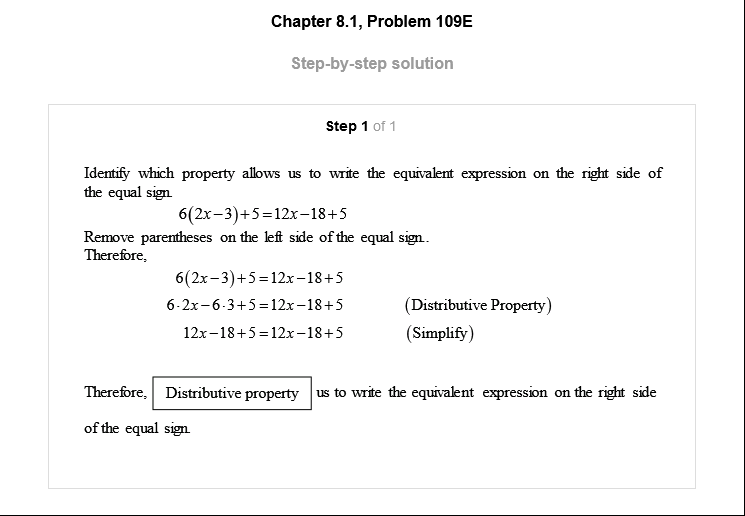 Chapter 8.1, Problem 109E
Step-by-step solution
Step 1 of 1
Identify which property allows us to write the equivalent expression on the right side of
the equal sign.
6(2x−3)+5=12x−18+5
Remove parentheses on the left side of the equal sign..
Therefore,
6(2x−3)+5=12x−18+5
6·2x−6·3+5=12x−18+5 (Distributive Property)
12x−18+5=12x−18+5 (Simplify)
Therefore, Distributive property us to write the equivalent expression on the right side
of the equal sign.